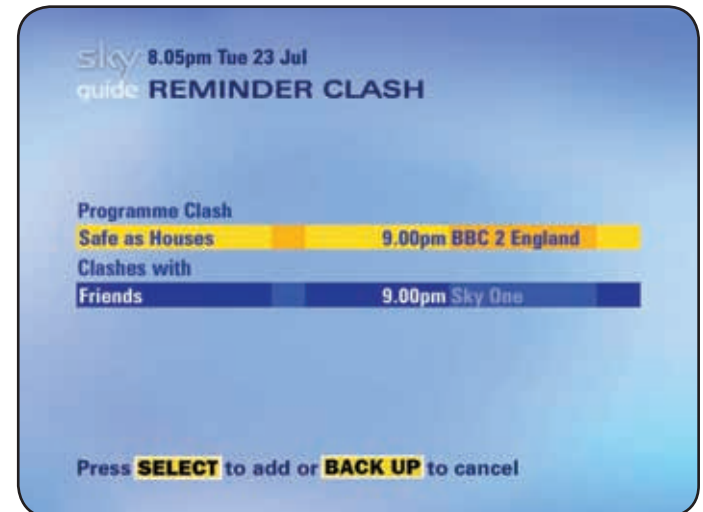 sky 8.05pm Tue 23 Jul
guide REMINDER CLASH
Programme Clash
Safe as Houses 9.00pm BBC 2 England
Clashes with
Friends 9.00pm Sky One
Press SELECT to add or BACK UP to cancel